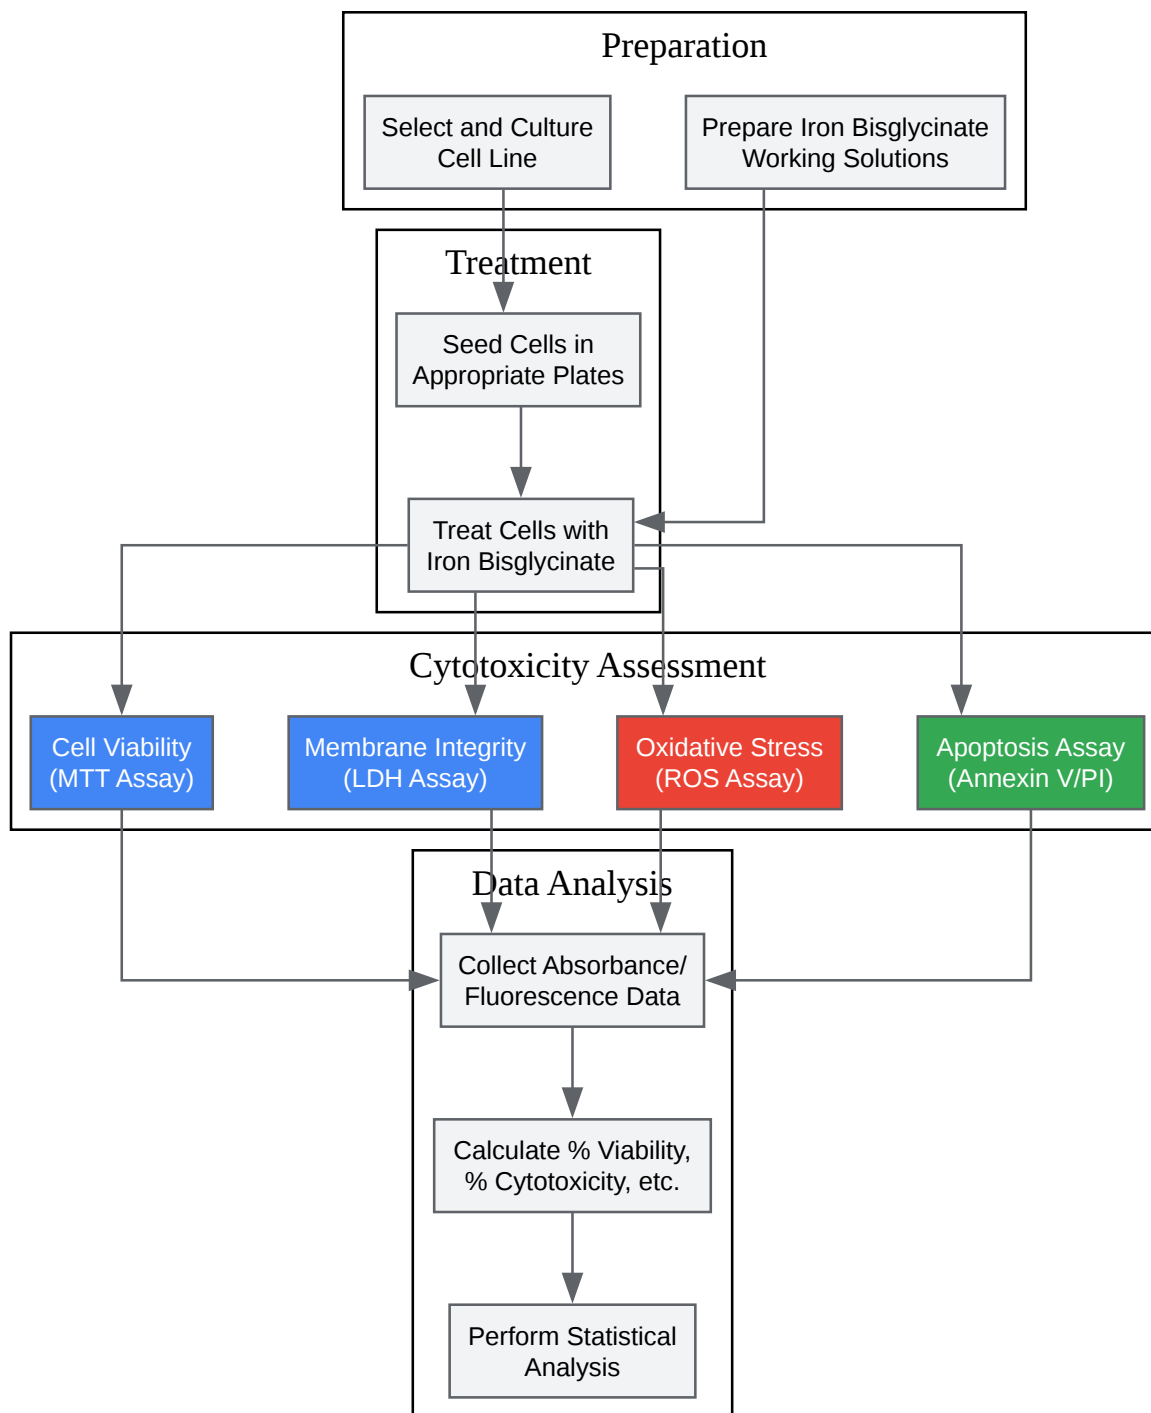 Preparation
Select and Culture
Cell Line
Prepare Iron Bisglycinate
Working Solutions
Treatment
Seed Cells in
Appropriate Plates
Treat Cells with
Iron Bisglycinate
Cytotoxicity Assessment
Cell Viability
(MTT Assay)
Membrane Integrity
(LDH Assay)
Oxidative Stress
(ROS Assay)
Apoptosis Assay
(Annexin V/PI)
Data Analysis
Collect Absorbance/
Fluorescence Data
Calculate % Viability,
% Cytotoxicity, etc.
Perform Statistical
Analysis